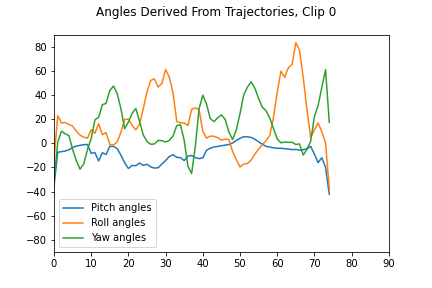 Angles Derived From Trajectories, Clip 0
80
60
40
20
0
−20
−40
−60
−80
Pitch angles
Roll angles
Yaw angles
0 10 20 30 40 50 60 70 80 90